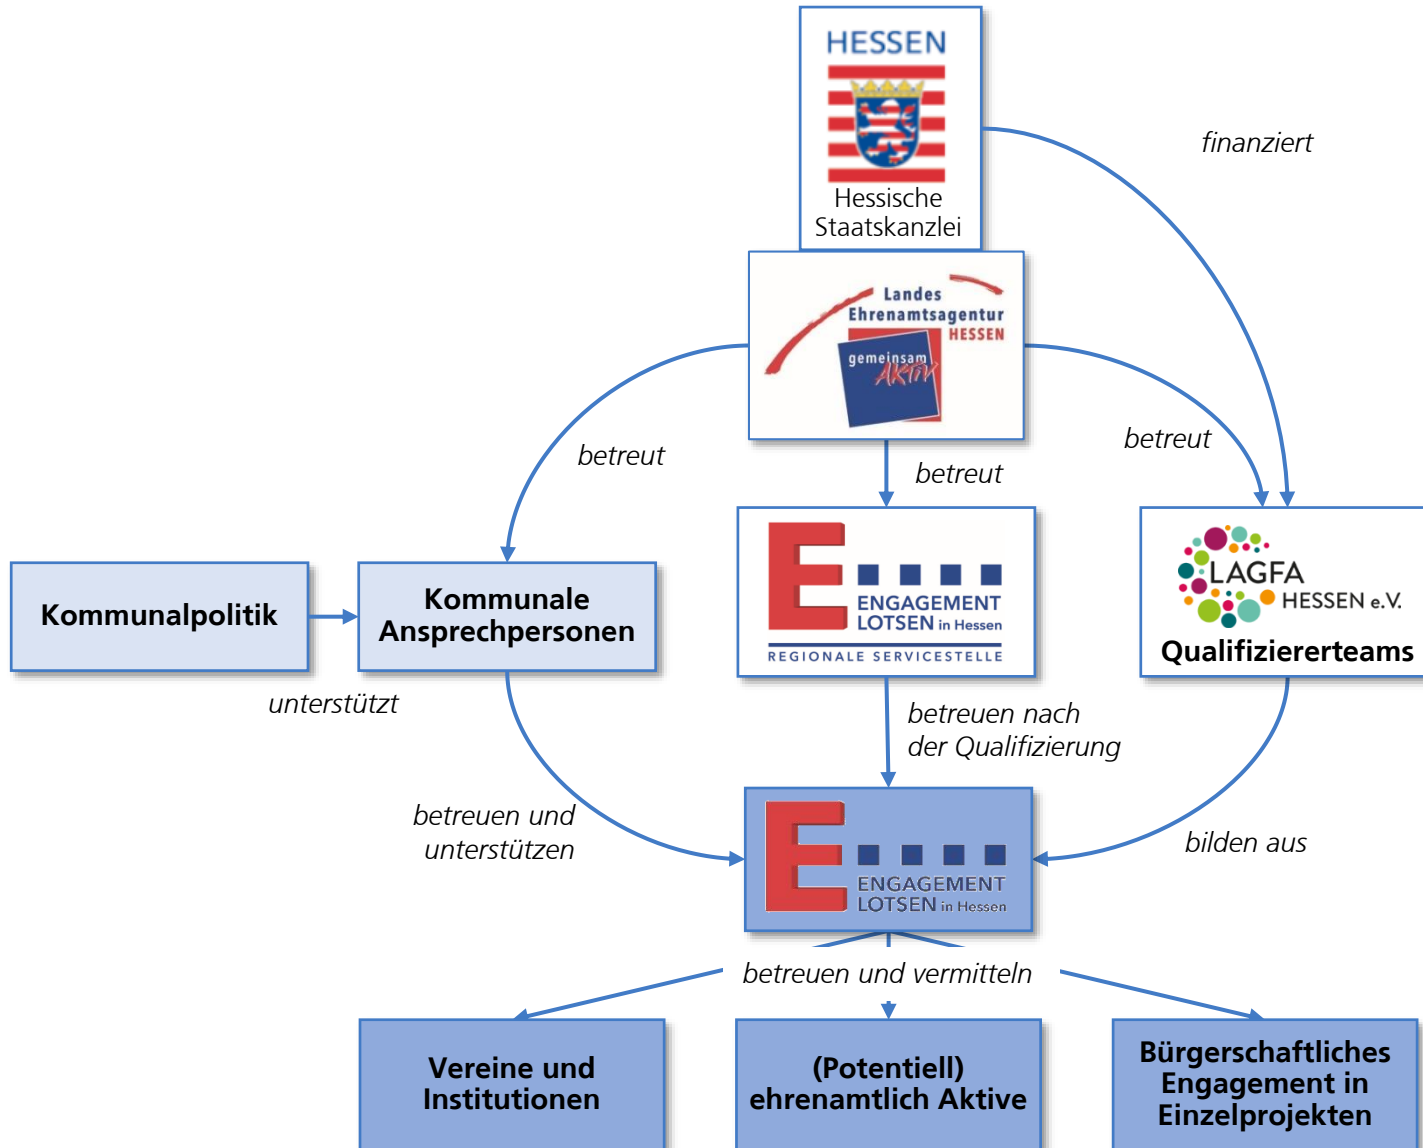 HESSEN
Hessische
Staatskanzlei
finanziert
Landes
Ehrenamtsagentur
HESSEN
gemeinsam
AKTiV
betreut
betreut
betreut
Kommunalpolitik
Kommunale
Ansprechpersonen
E
ENGAGEMENT
LOTSEN in Hessen
REGIONALE SERVICESTELLE
LAGFA
HESSEN e.V.
Qualifiziererteams
unterstützt
betreuen nach
der Qualifizierung
betreuen und
unterstützen
bilden aus
E
ENGAGEMENT
LOTSEN in Hessen
betreuen und vermitteln
Vereine und
Institutionen
(Potentiell)
ehrenamtlich Aktive
Bürgerschaftliches
Engagement in
Einzelprojekten